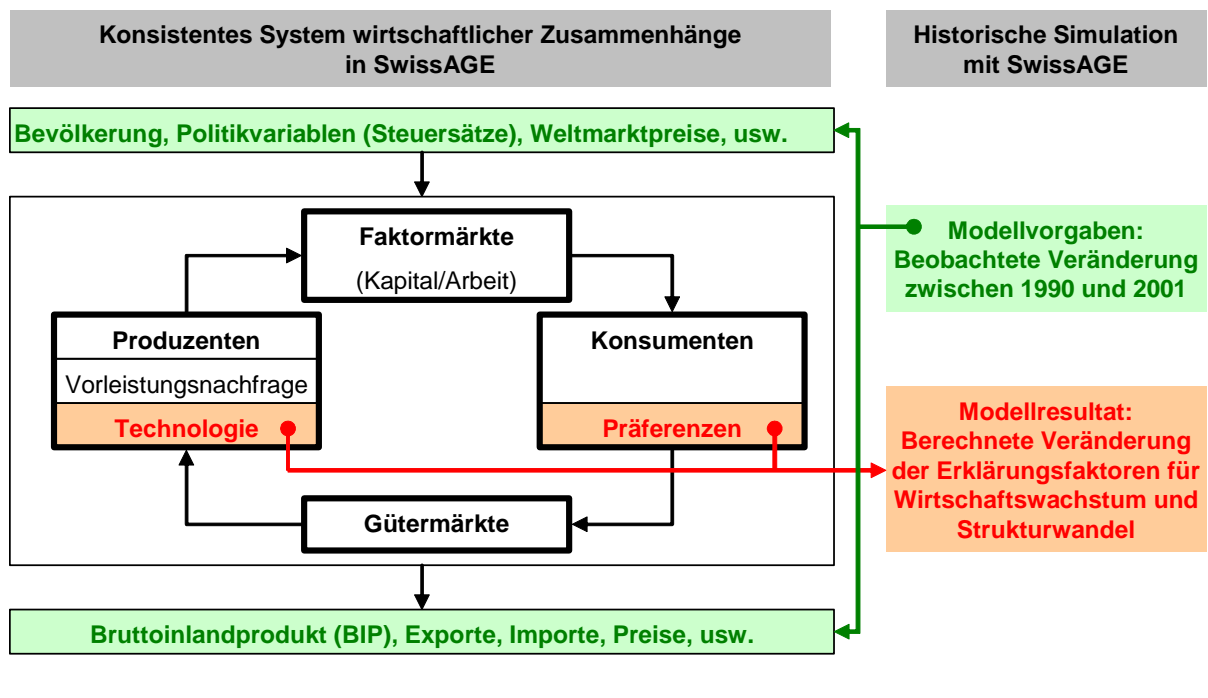 Konsistentes System wirtschaftlicher Zusammenhänge
in SwissAGE
Historische Simulation
mit SwissAGE
Bevölkerung, Politikvariablen (Steuersätze), Weltmarktpreise, usw.
Faktormärkte
(Kapital/Arbeit)
Produzenten
Vorleistungsnachfrage
Technologie
Konsumenten
Präferenzen
Gütermärkte
Bruttoinlandprodukt (BIP), Exporte, Importe, Preise, usw.
Modellvorgaben:
Beobachtete Veränderung
zwischen 1990 und 2001
Modellresultat:
Berechnete Veränderung
der Erklärungsfaktoren für
Wirtschaftswachstum und
Strukturwandel